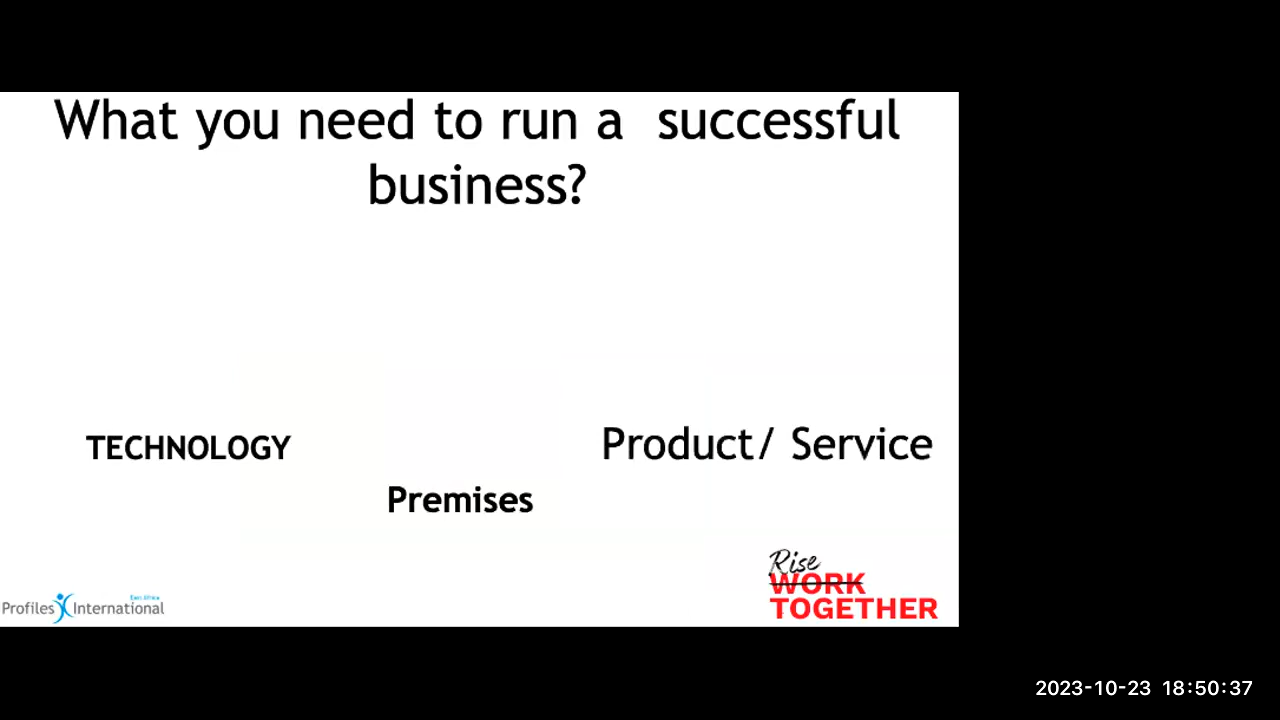 What you need to run a  successful
business?
TECHNOLOGY
Product/ Service
Premises
Rise
WORK
TOGETHER
East Africa
Profiles International
2023-10-23 18:50:37